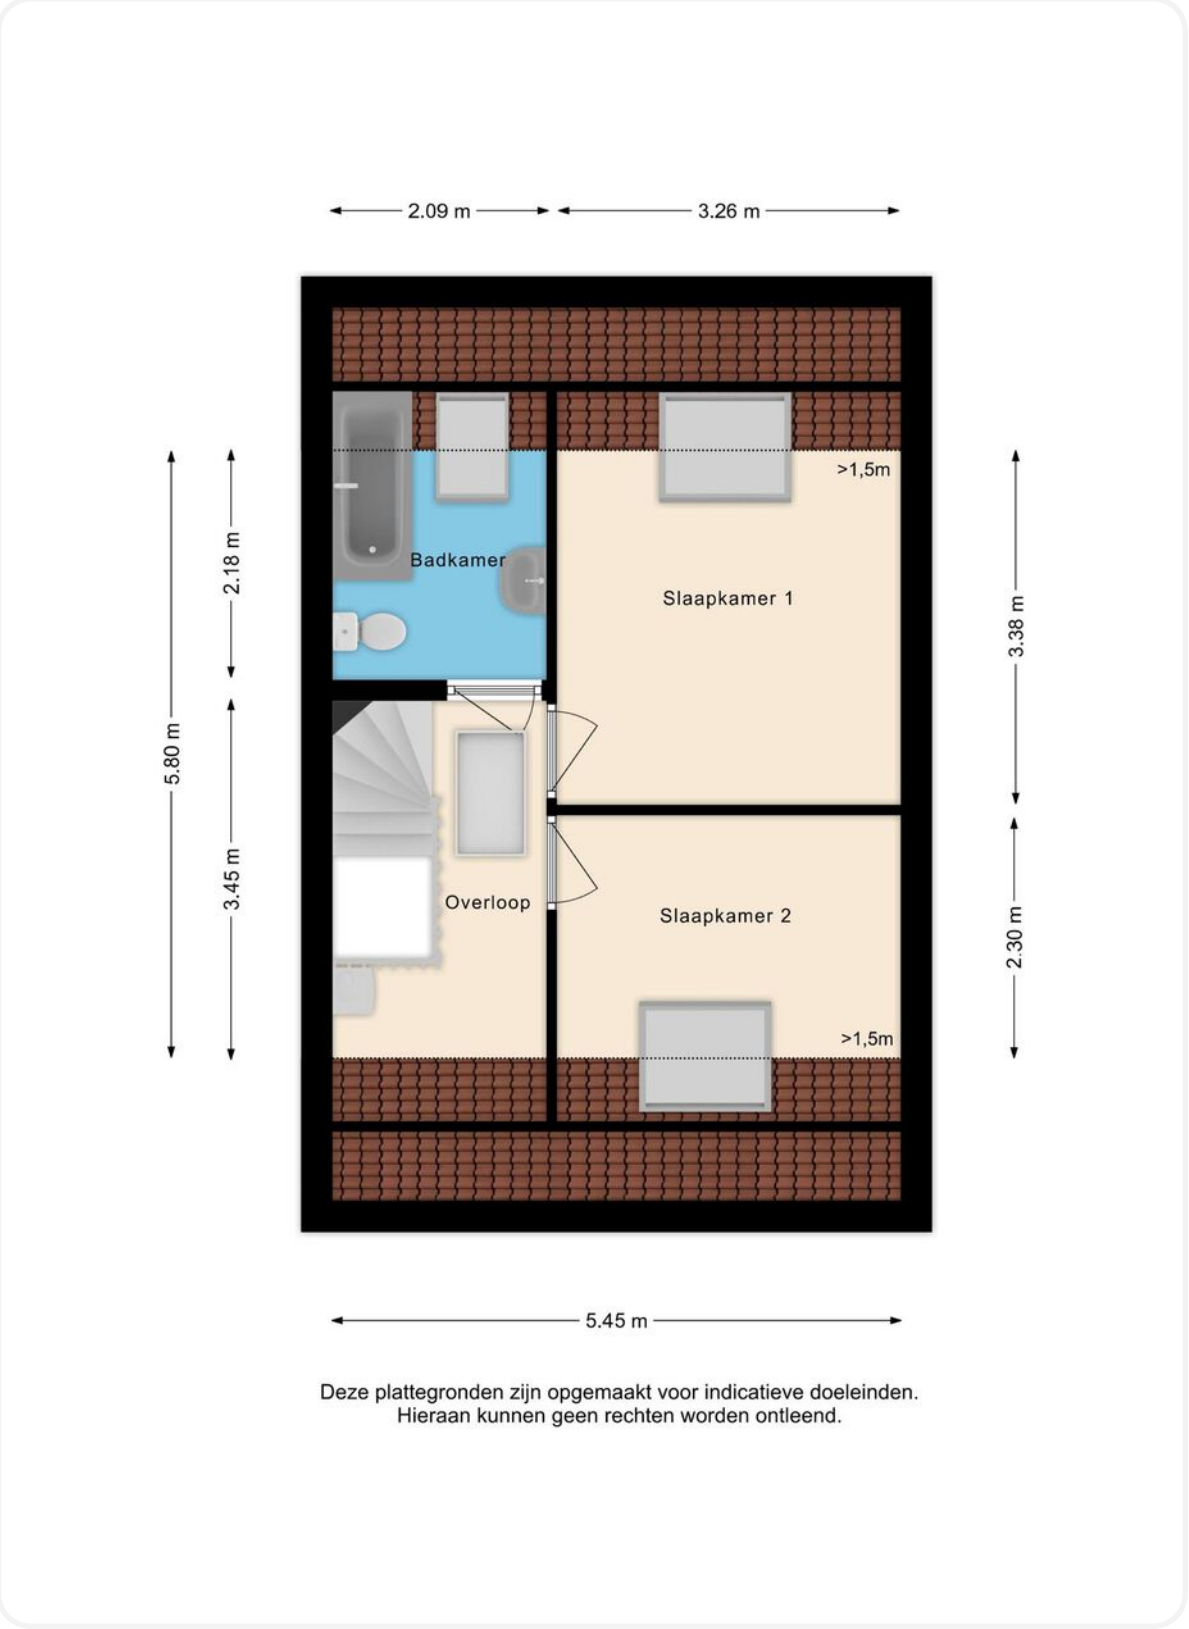 2.09 m
3.26 m
>1,5m
2.18 m
Badkamer
Slaapkamer 1
3.38 m
5.80 m
3.45 m
Overloop
Slaapkamer 2
2.30 m
>1,5m
5.45 m
Deze plattegronden zijn opgemaakt voor indicatieve doeleinden.
Hieraan kunnen geen rechten worden ontleend.